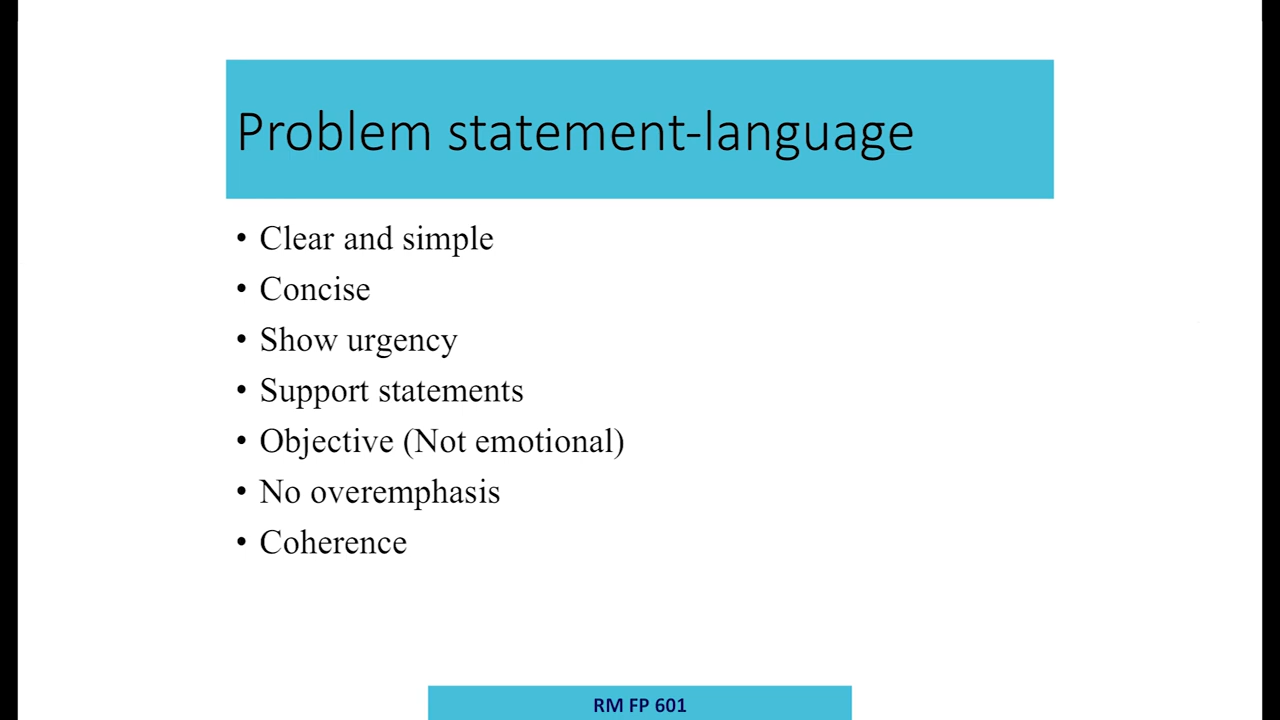 Problem statement-language
• Clear and simple
• Concise
• Show urgency
• Support statements
• Objective (Not emotional)
• No overemphasis
• Coherence
RM FP 601